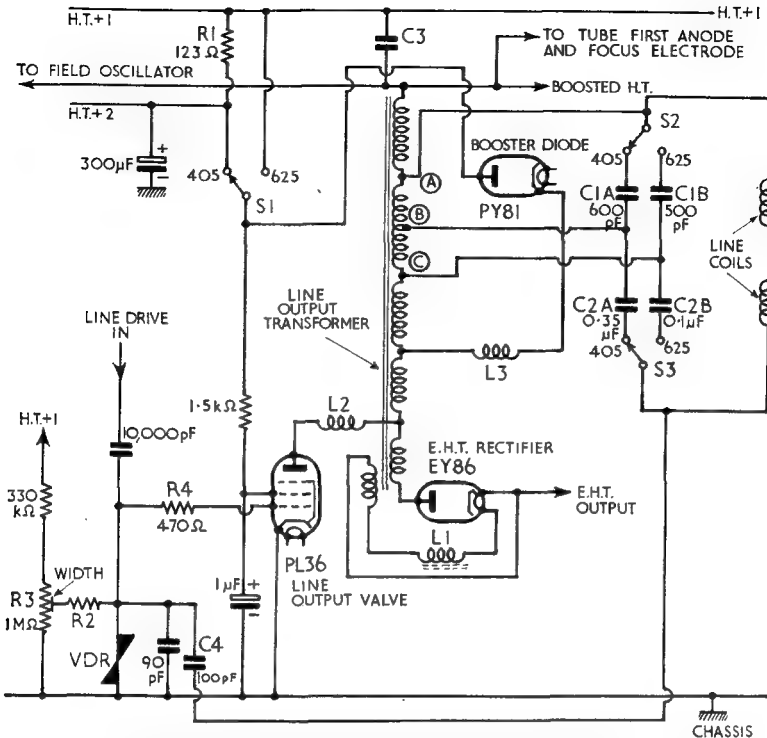 H.T.+1
H.T.+1
R1
123Ω
C3
TO TUBE FIRST ANODE
AND FOCUS ELECTRODE
TO FIELD OSCILLATOR
BOOSTED H.T.
H.T.+2
300µF
+
-
405
625
S1
A
B
C
BOOSTER DIODE
PY81
S2
405
625
C1A
600
pF
C1B
500
pF
LINE
COILS
C2A
0·35
µF
C2B
0·1µF
405
625
S3
LINE
OUTPUT
TRANSFORMER
L3
LINE DRIVE
IN
1·5kΩ
L2
H.T.+1
10,000pF
E.H.T. RECTIFIER
EY86
E.H.T.
OUTPUT
330
kΩ
R4
470Ω
L1
PL36
LINE
OUTPUT VALVE
WIDTH
R3
1MΩ
R2
1µF
+
-
VDR
90
pF
C4
100pF
CHASSIS